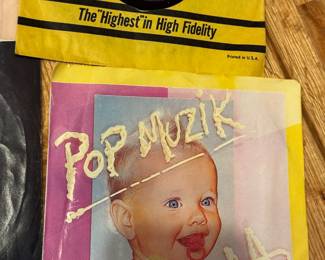 The "Highest" in High Fidelity
Printed in U.S.A.
POP MUZIK
M